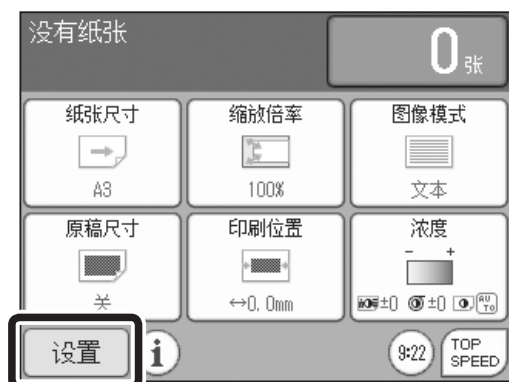 没有纸张
0张
纸张尺寸
缩放倍率
图像模式
A3
100%
文本
原稿尺寸
印刷位置
浓度
- +
关
↔0.0mm
±0 ±0 AUTO
设置
i
9:22
TOP
SPEED